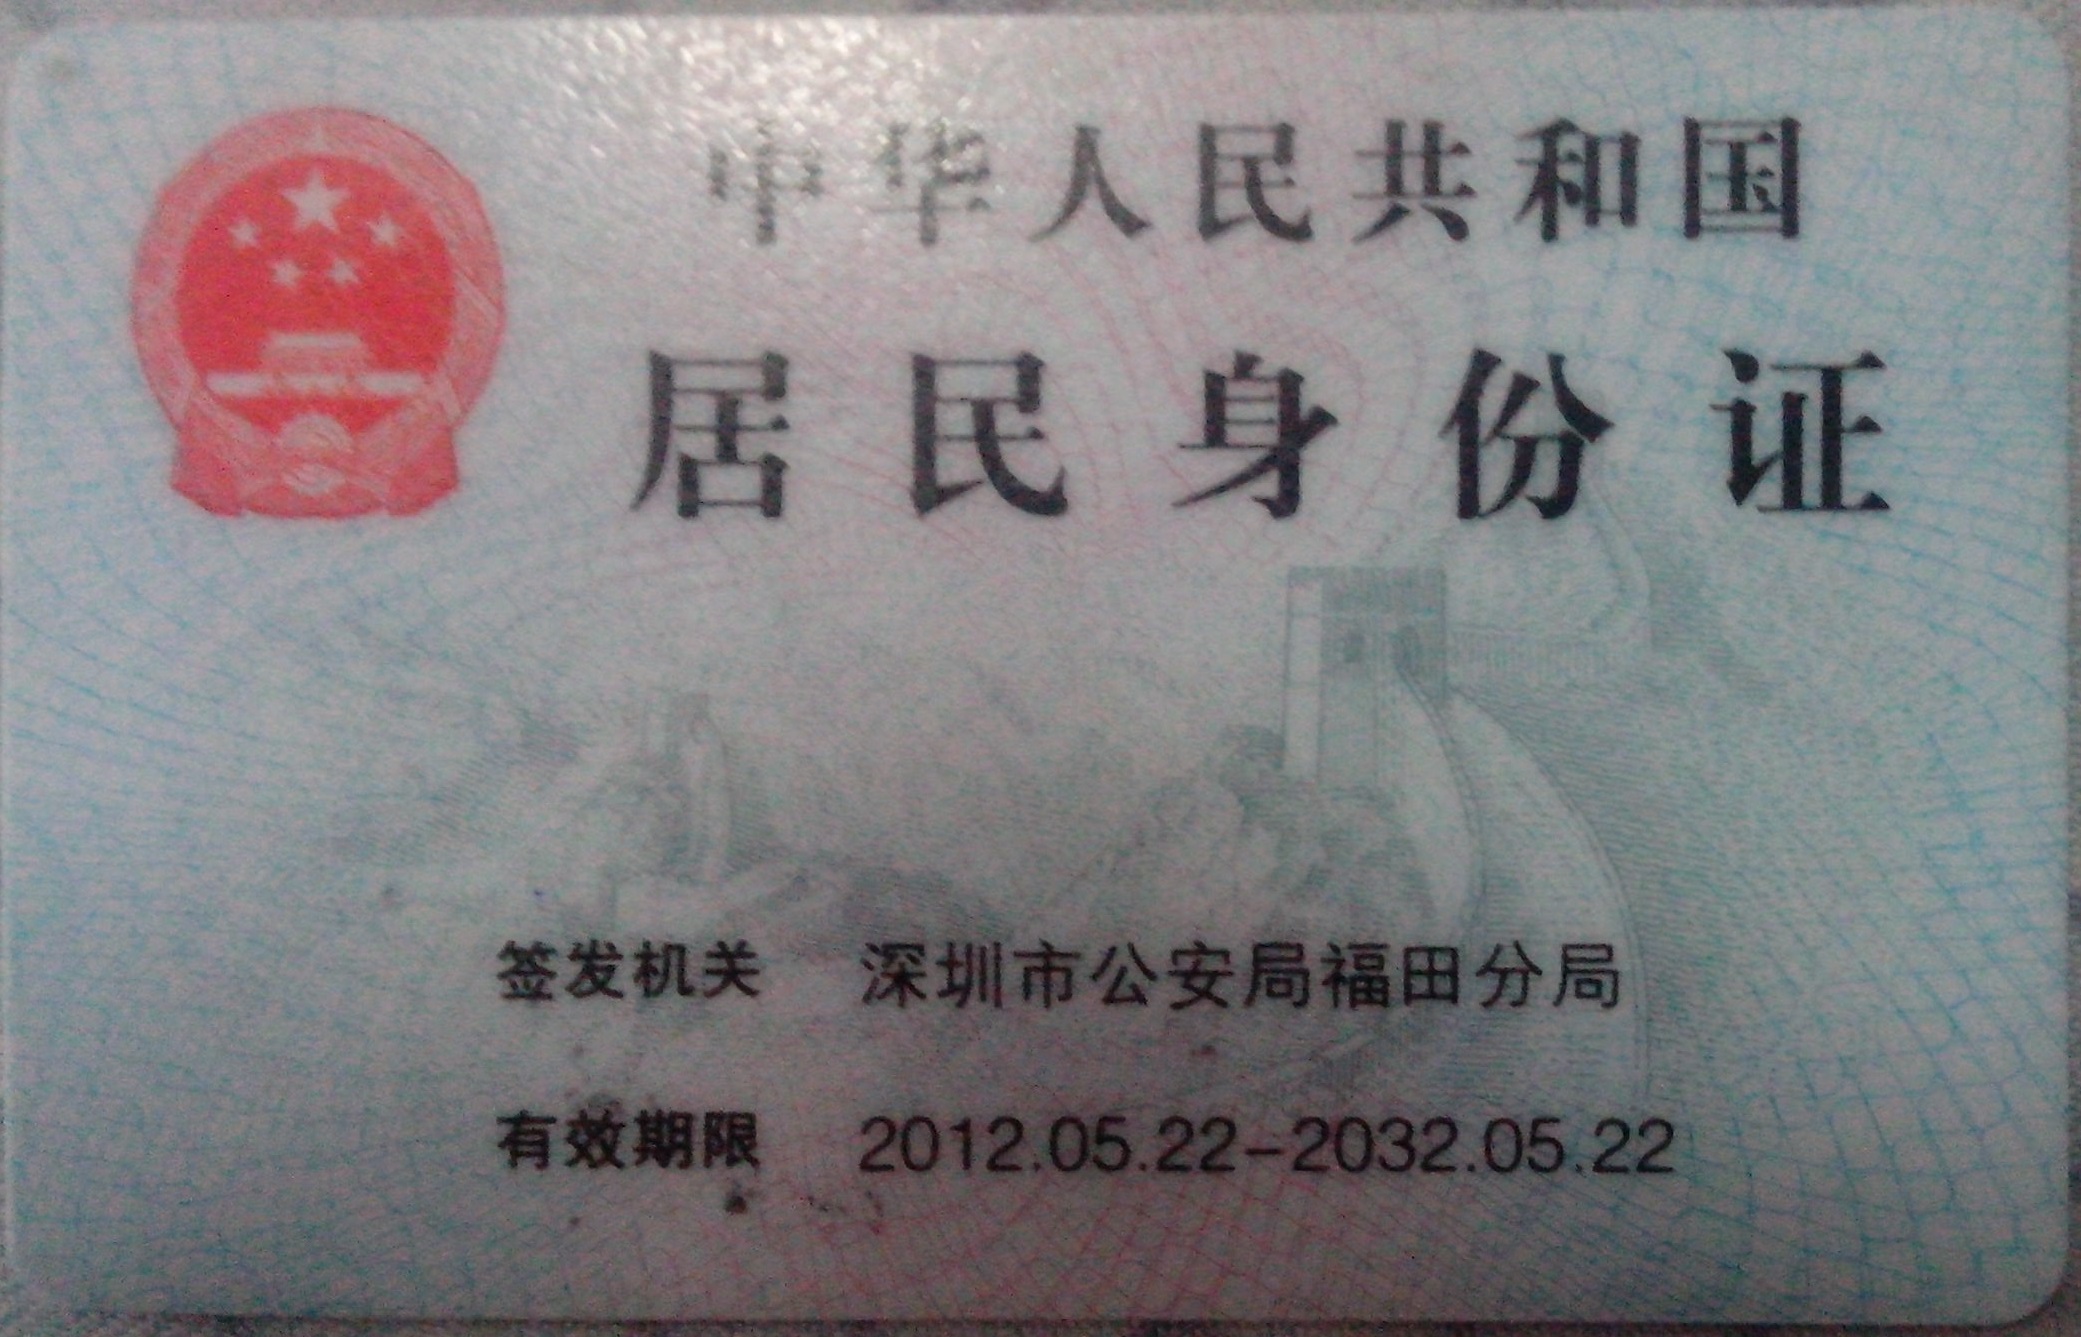 中华人民共和国
居民身份证
签发机关 深圳市公安局福田分局
有效期限 2012.05.22-2032.05.22